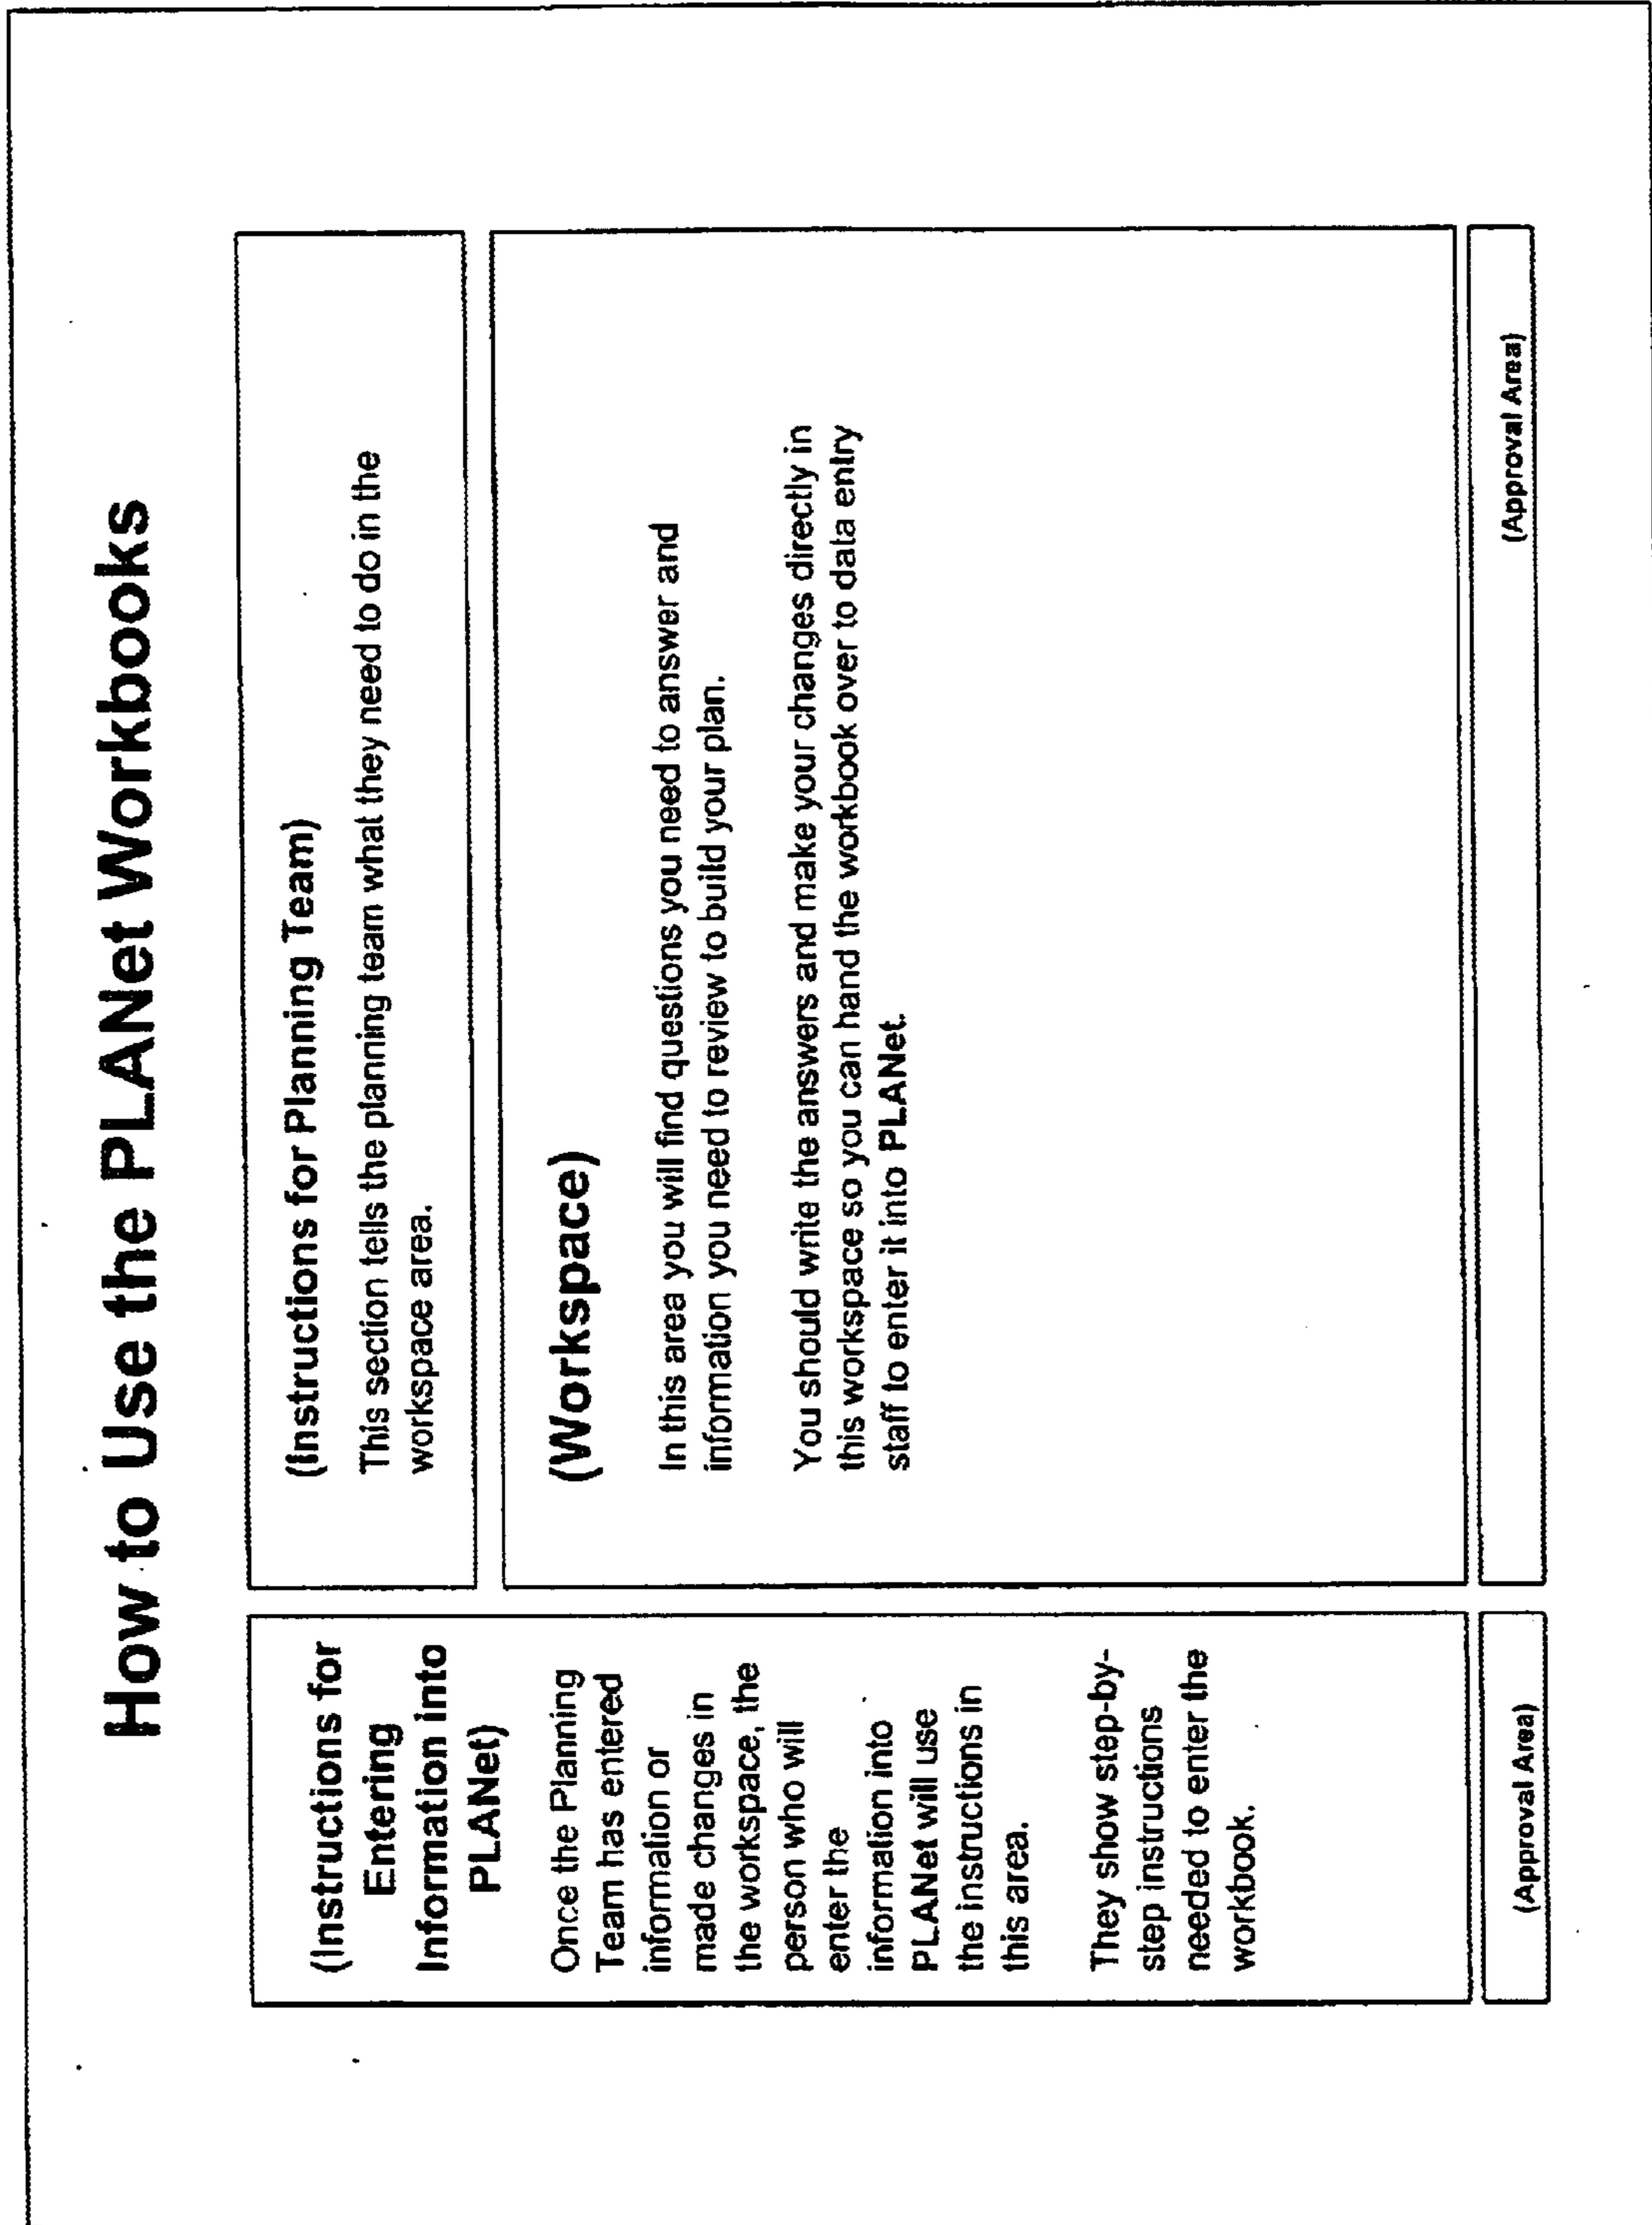 How to Use the PLANet Workbooks
(Instructions for
Entering
Information into
PLANet)
Once the Planning
Team has entered
information or
made changes in
the workspace, the
person who will
enter the
information into
PLANet will use
the instructions in
this area.
They show step-by-
step instructions
needed to enter the
workbook.
(Approval Area)
(Instructions for Planning Team)
This section tells the planning team what they need to do in the
workspace area.
(Workspace)
In this area you will find questions you need to answer and
information you need to review to build your plan.
You should write the answers and make your changes directly in
this workspace so you can hand the workbook over to data entry
staff to enter it into PLANet.
(Approval Area)